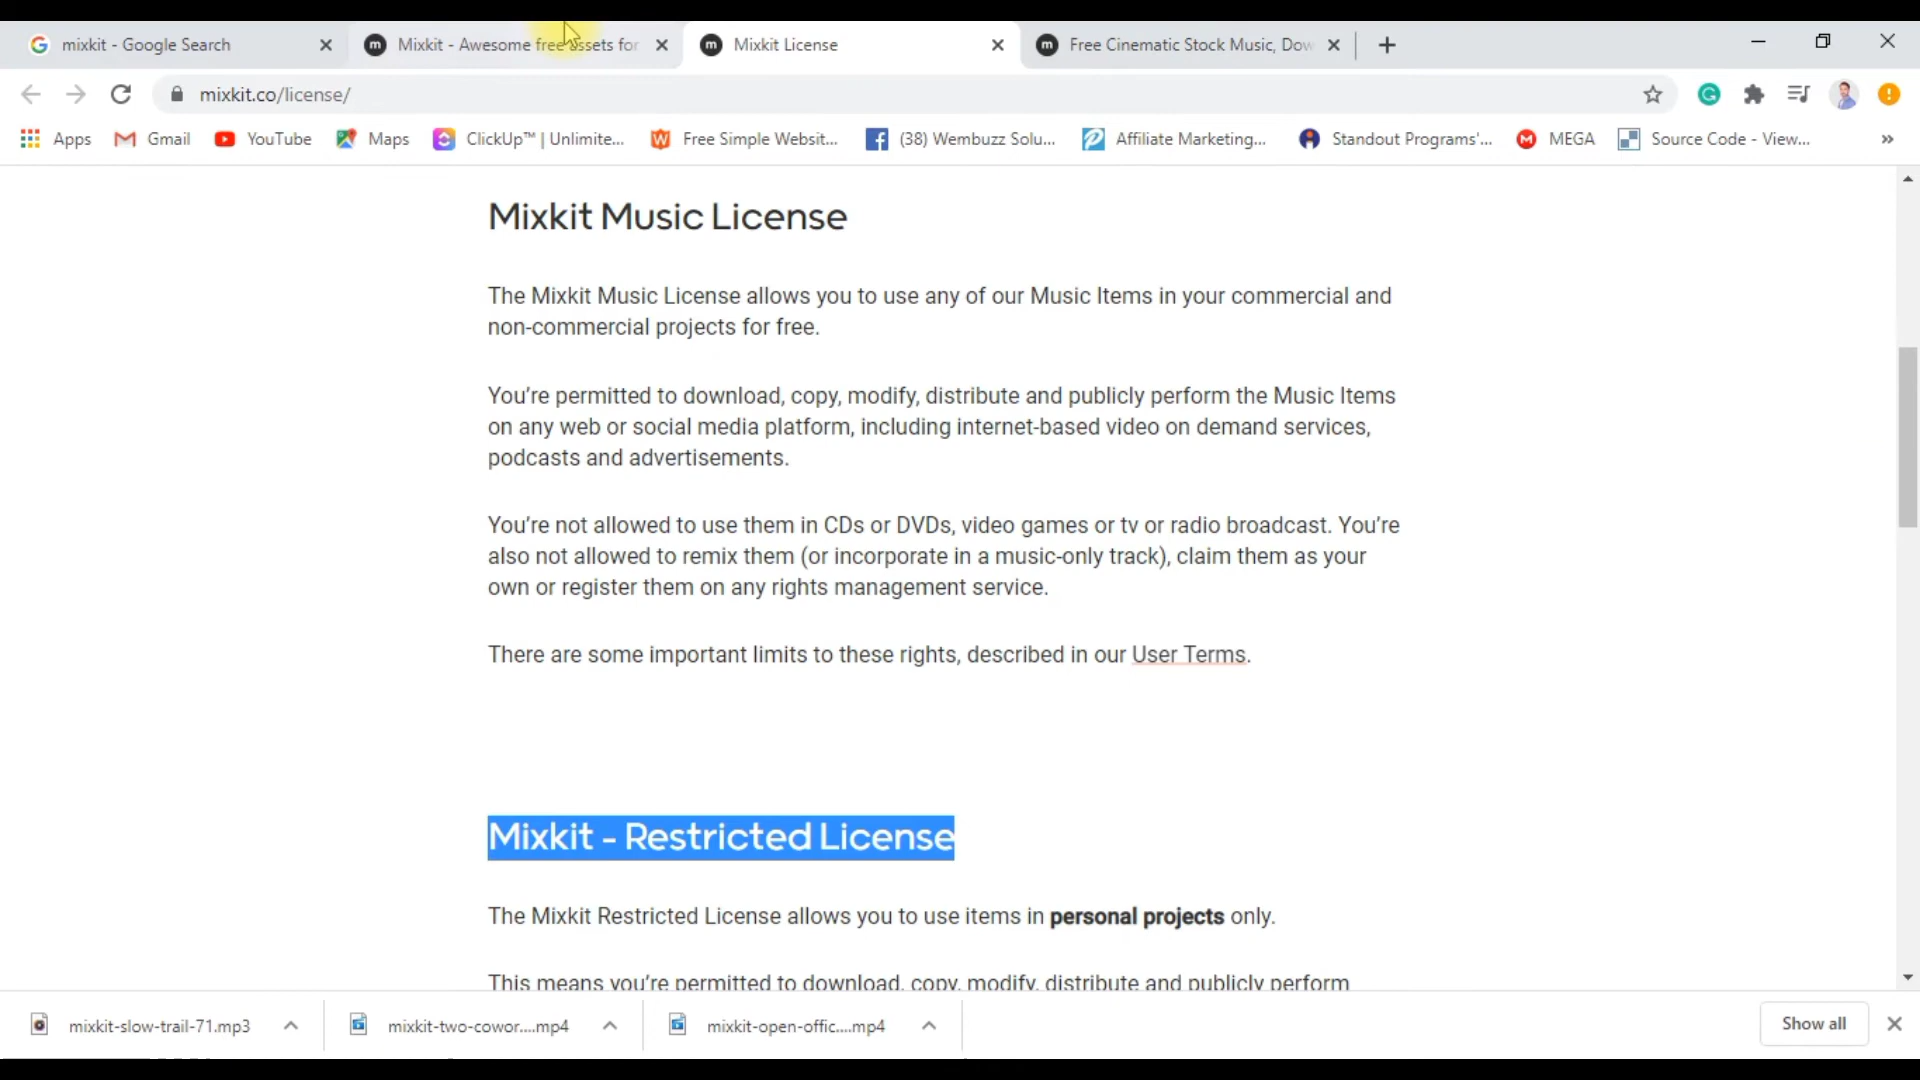 mixkit - Google Search
Mixkit - Awesome free assets for
Mixkit License
Free Cinematic Stock Music, Dow
mixkit.co/license/
Apps
Gmail
YouTube
Maps
ClickUp™ | Unlimite...
Free Simple Websit...
(38) Wembuzz Solu...
Affiliate Marketing...
Standout Programs'...
MEGA
Source Code - View...
»
Mixkit Music License
The Mixkit Music License allows you to use any of our Music Items in your commercial and
non-commercial projects for free.
You're permitted to download, copy, modify, distribute and publicly perform the Music Items
on any web or social media platform, including internet-based video on demand services,
podcasts and advertisements.
You're not allowed to use them in CDs or DVDs, video games or tv or radio broadcast. You're
also not allowed to remix them (or incorporate in a music-only track), claim them as your
own or register them on any rights management service.
There are some important limits to these rights, described in our User Terms.
Mixkit - Restricted License
The Mixkit Restricted License allows you to use items in personal projects only.
This means you're permitted to download, copy, modify, distribute and publicly perform
mixkit-slow-trail-71.mp3
mixkit-two-cowor....mp4
mixkit-open-offic....mp4
Show all